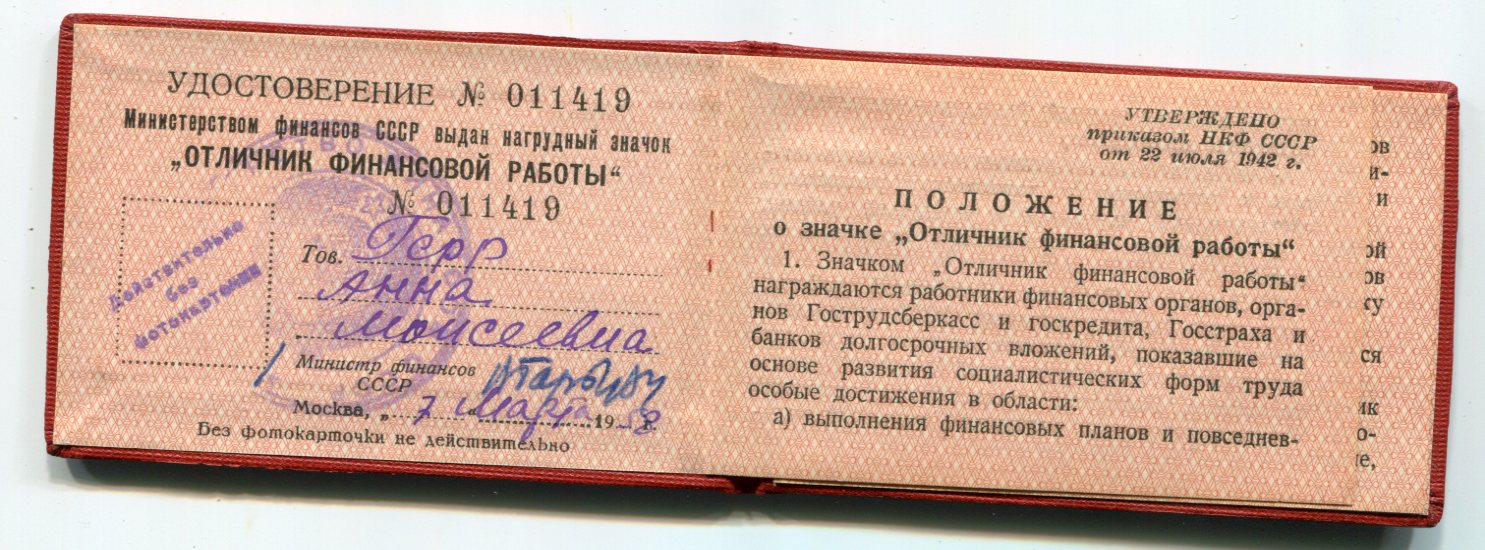 УДОСТОВЕРЕНИЕ № 011419
Министерством финансов СССР выдан нагрудный значок
„ОТЛИЧНИК ФИНАНСОВОЙ РАБОТЫ“
№ 011419
Действительно
без
фотокарточки
Тов. Герр
Анна
Моисеевна
Министр финансов
СССР
Москва, „ 7 “ марта 1958 г.
Без фотокарточки не действительно
УТВЕРЖДЕНО
приказом НКФ СССР
от 22 июля 1942 г.
ПОЛОЖЕНИЕ
о значке „Отличник финансовой работы“
1. Значком „Отличник финансовой работы“
награждаются работники финансовых органов, орга-
нов Гострудсберкасс и госкредита, Госстраха и
банков долгосрочных вложений, показавшие на
основе развития социалистических форм труда
особые достижения в области:
а) выполнения финансовых планов и повседнев-